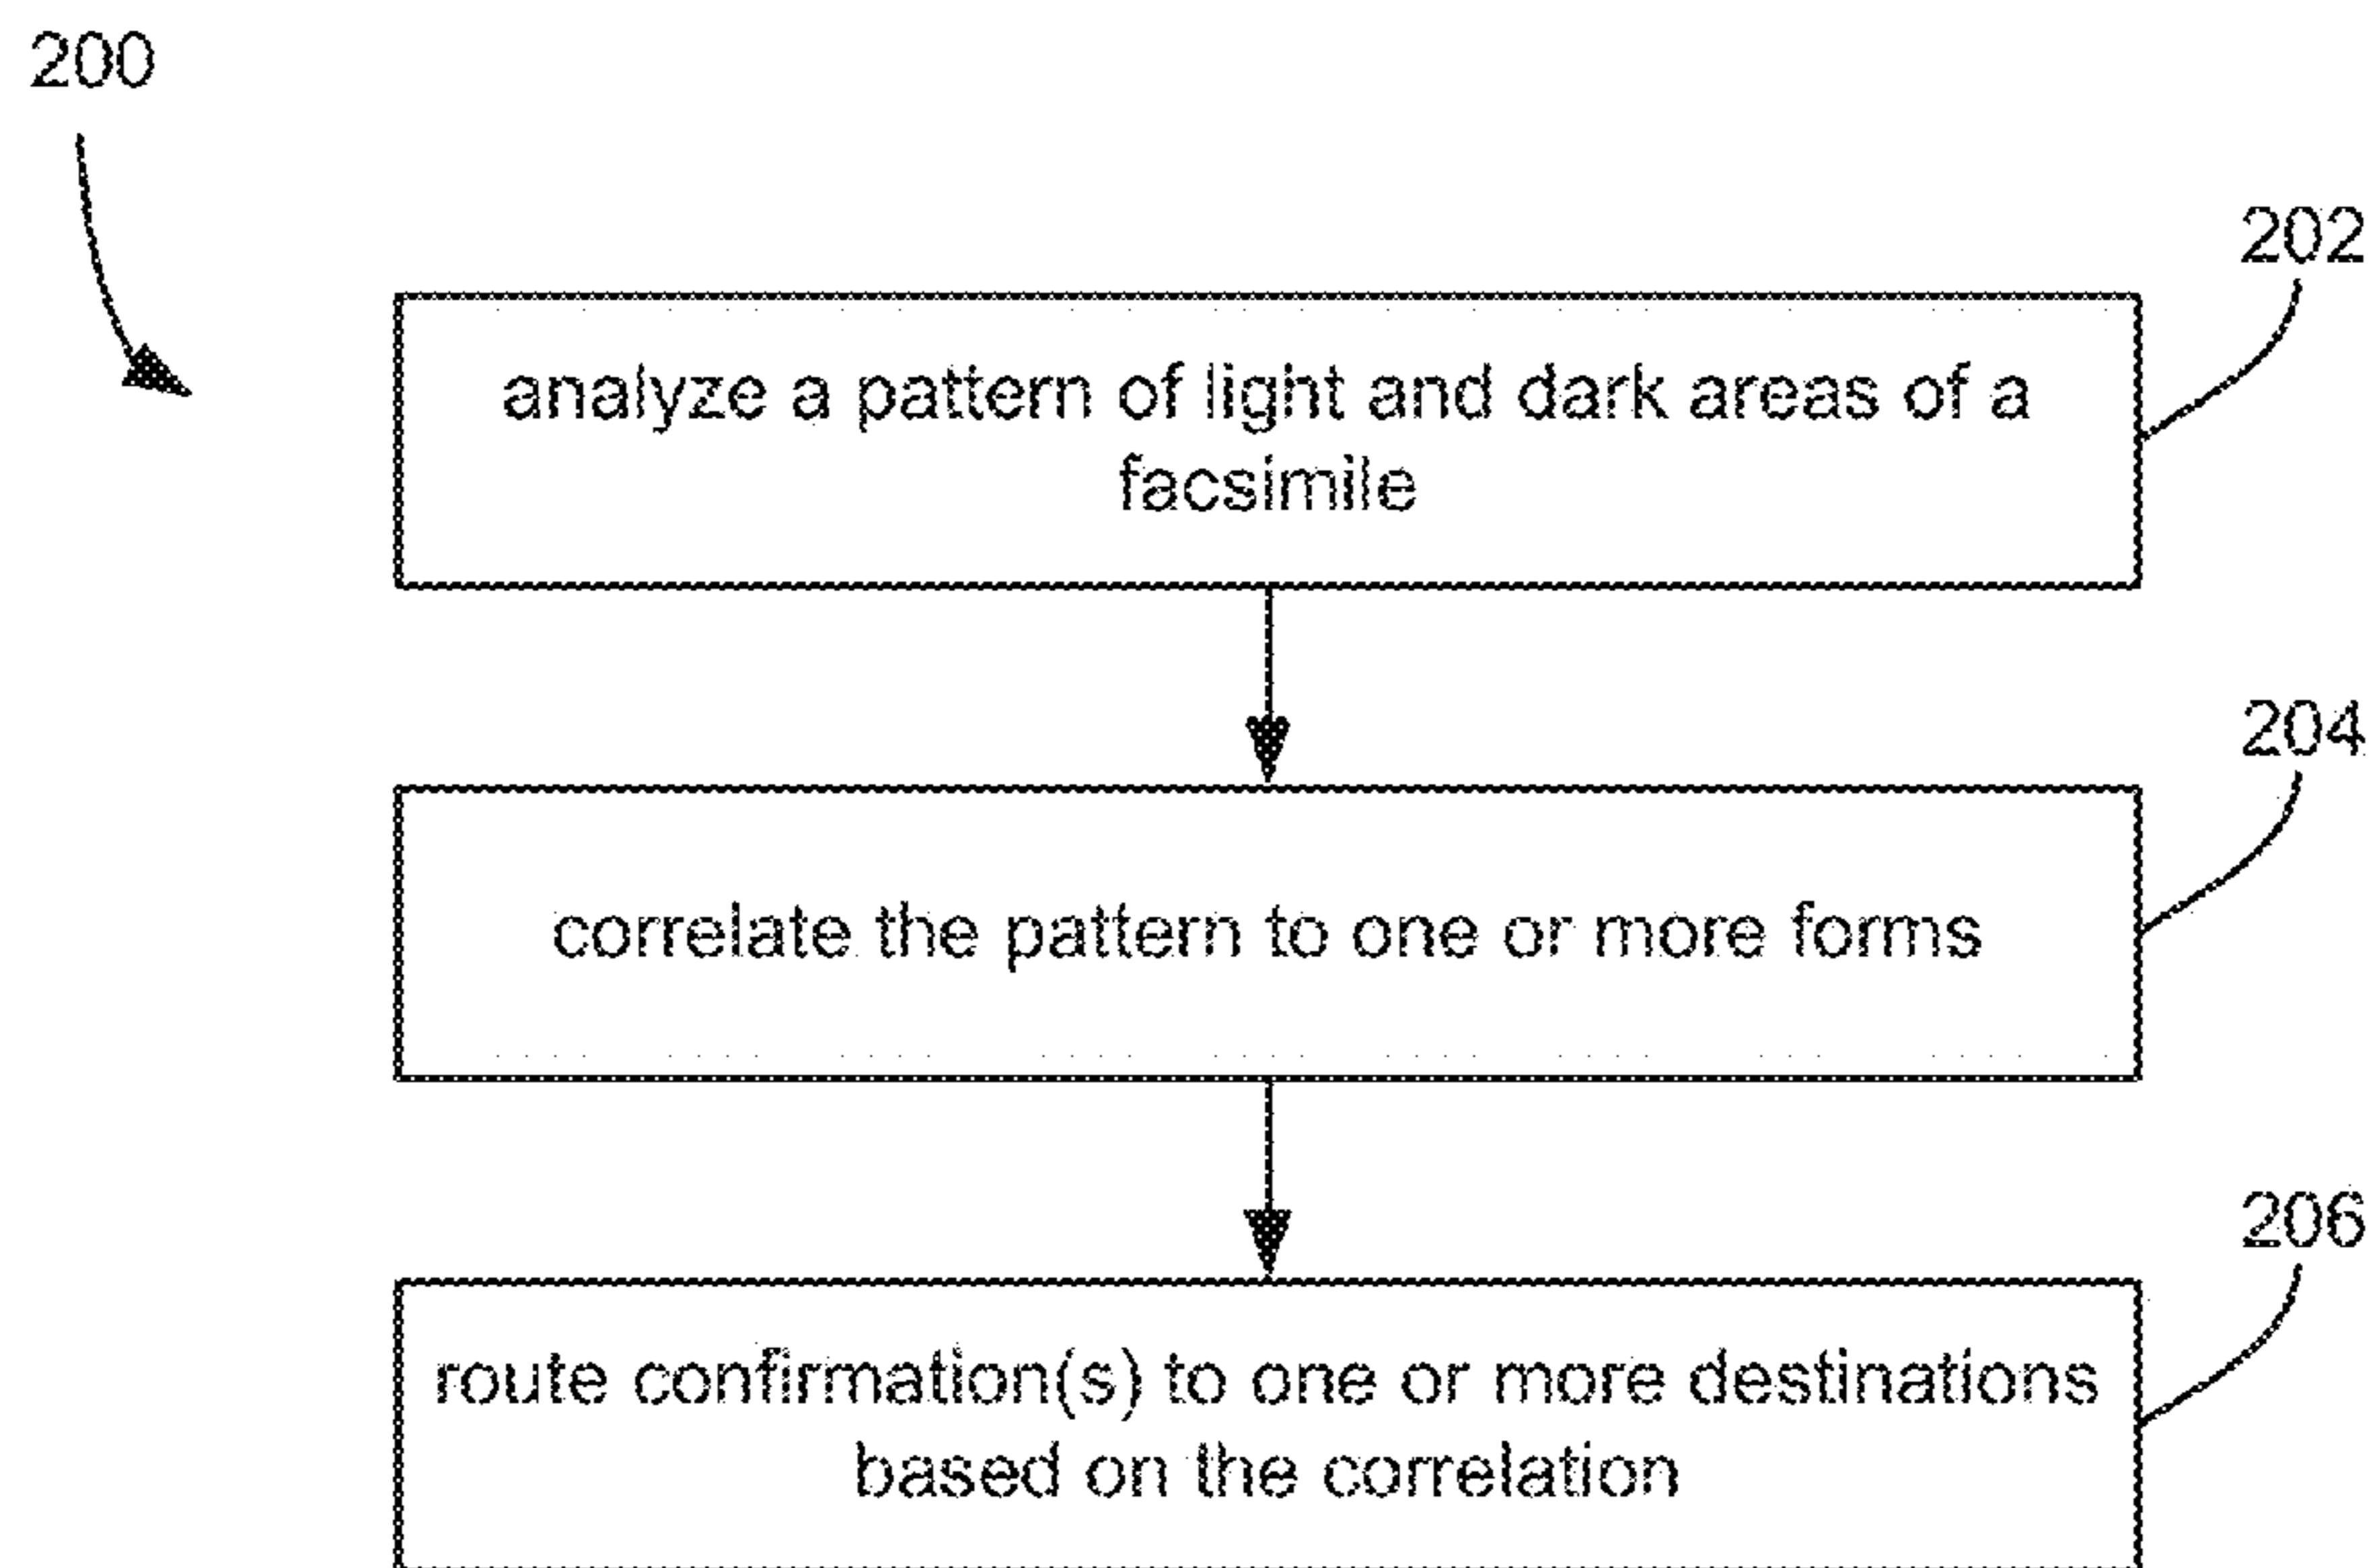 200
202
analyze a pattern of light and dark areas of a
facsimile
204
correlate the pattern to one or more forms
206
route confirmation(s) to one or more destinations
based on the correlation